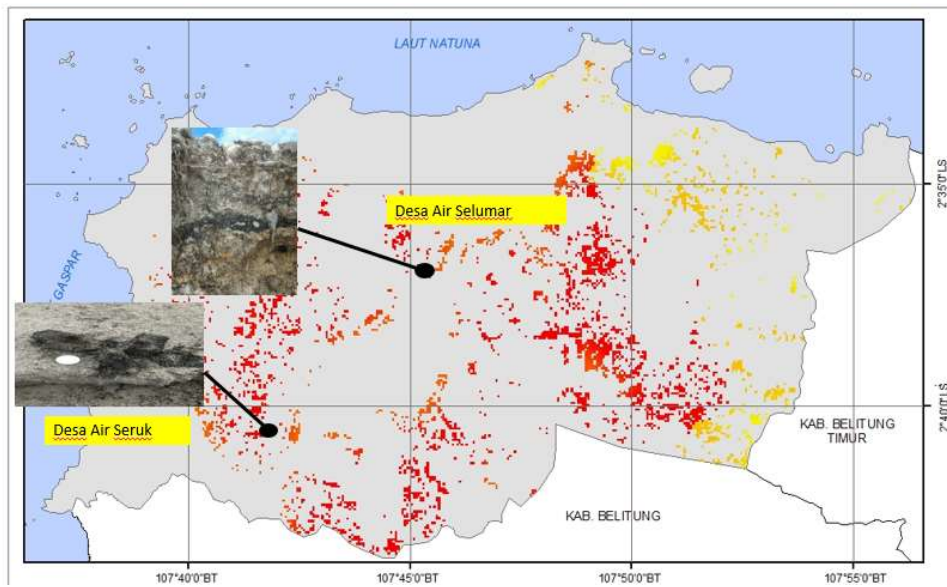 LAUT NATUNA
2°35'0"LS
Desa Air Selumar
GASPAR
Desa Air Seruk
2°40'0"LS
KAB. BELITUNG
TIMUR
KAB. BELITUNG
107°40'0"BT
107°45'0"BT
107°50'0"BT
107°55'0"BT